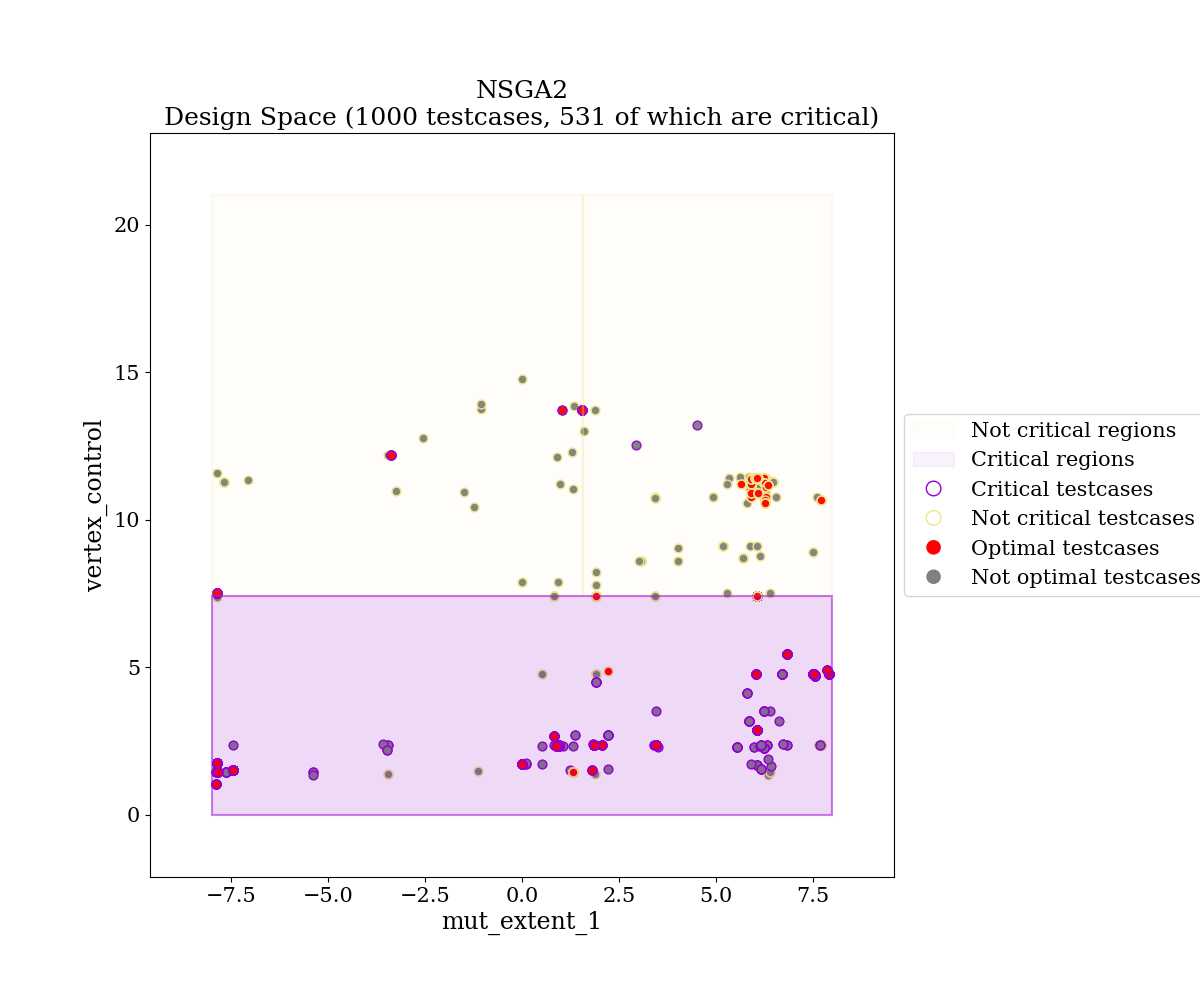 NSGA2
Design Space (1000 testcases, 531 of which are critical)
20
15
10
5
0
vertex_control
−7.5
−5.0
−2.5
0.0
2.5
5.0
7.5
mut_extent_1
Not critical regions
Critical regions
Critical testcases
Not critical testcases
Optimal testcases
Not optimal testcases